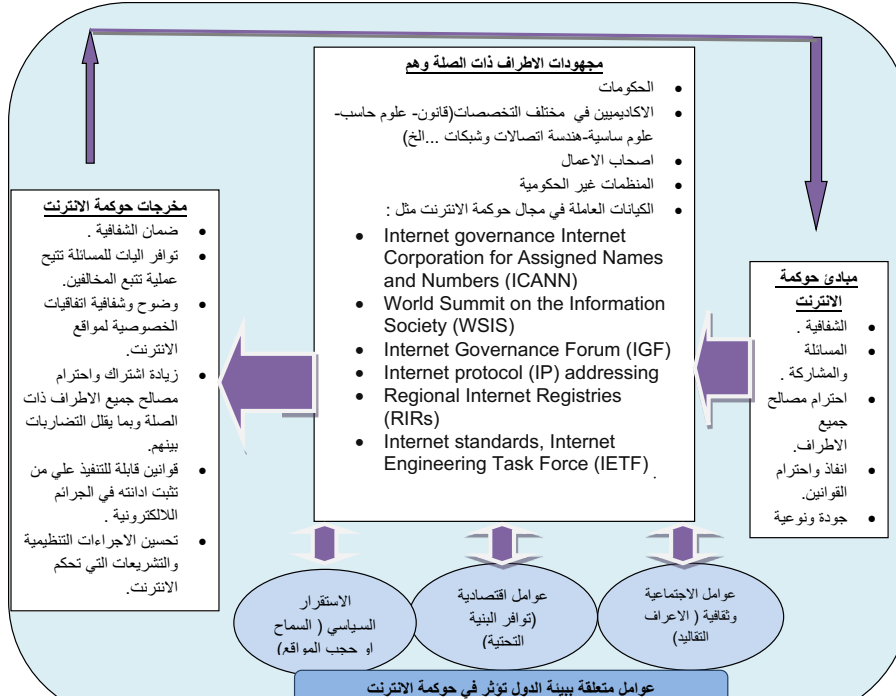 مجهودات الاطراف ذات الصلة وهم
الحكومات
الاكاديميين في مختلف التخصصات(قانون- علوم حاسب-
علوم ساسية-هندسة اتصالات وشبكات ...الخ)
اصحاب الاعمال
المنظمات غير الحكومية
الكيانات العاملة في مجال حوكمة الانترنت مثل :
Internet governance Internet
Corporation for Assigned Names
and Numbers (ICANN)
World Summit on the Information
Society (WSIS)
Internet Governance Forum (IGF)
Internet protocol (IP) addressing
Regional Internet Registries
(RIRs)
Internet standards, Internet
Engineering Task Force (IETF) .
مبادئ حوكمة
الانترنت
الشفافية .
المسائلة
والمشاركة .
احترام مصالح
جميع
الاطراف.
انفاذ واحترام
القوانين.
جودة ونوعية
مخرجات حوكمة الانترنت
ضمان الشفافية .
توافر اليات للمسائلة تتيح
عملية تتبع المخالفين.
وضوح وشفافية اتفاقيات
الخصوصية لمواقع
الانترنت.
زيادة اشتراك واحترام
مصالح جميع الاطراف ذات
الصلة وبما يقلل التضاربات
بينهم.
قوانين قابلة للتنفيذ علي من
تثبت ادانته في الجرائم
اللالكترونية .
تحسين الاجراءات التنظيمية
والتشريعات التي تحكم
الانترنت.
عوامل الاجتماعية
وثقافية ( الاعراف
التقاليد)
عوامل اقتصادية
(توافر البنية
التحتية)
الاستقرار
السياسي ( السماح
او حجب المواقع)
عوامل متعلقة ببيئة الدول تؤثر في حوكمة الانترنت